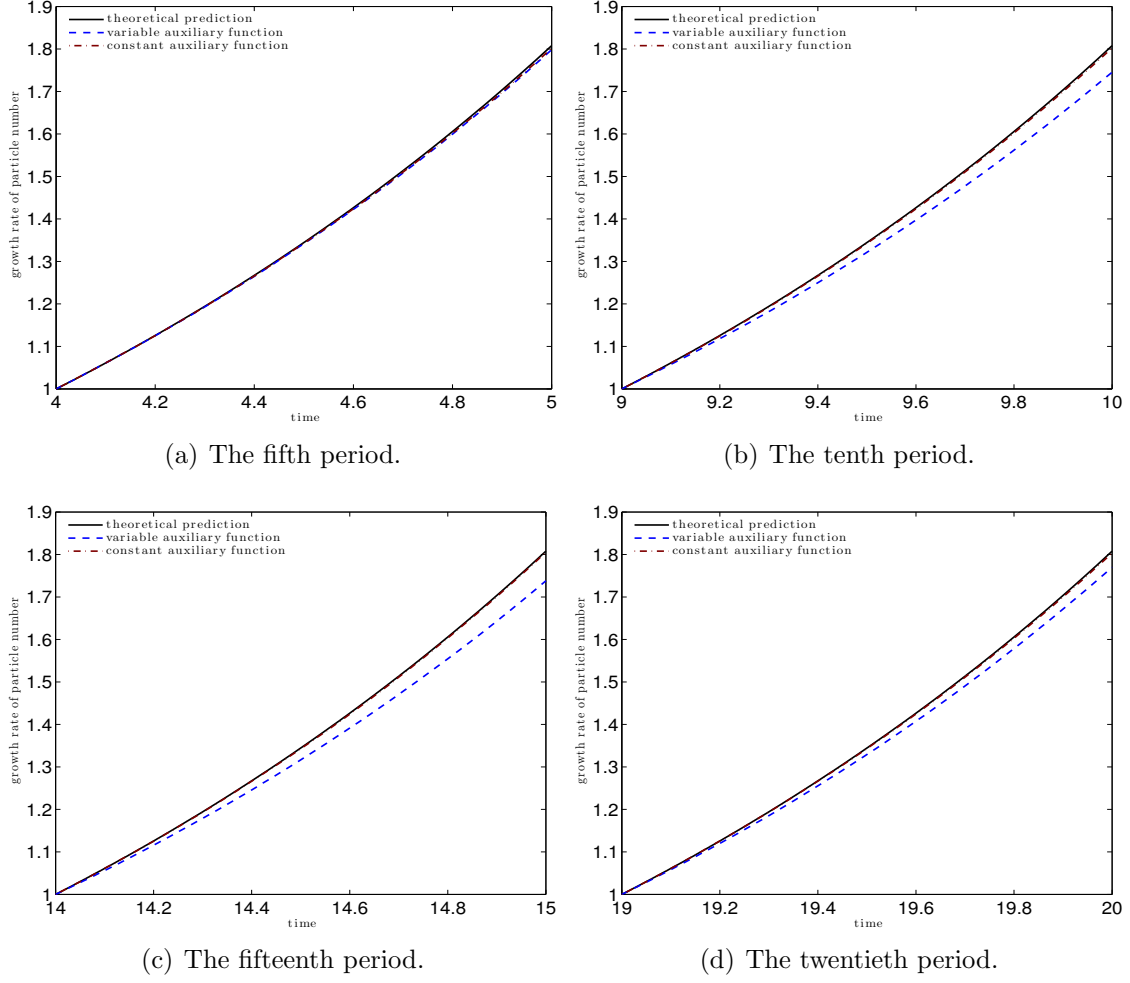 theoretical prediction
variable auxiliary function
constant auxiliary function
growth rate of particle number
1.9
1.8
1.7
1.6
1.5
1.4
1.3
1.2
1.1
1
4 4.2 4.4 4.6 4.8 5
time
(a) The fifth period.
theoretical prediction
variable auxiliary function
constant auxiliary function
growth rate of particle number
1.9
1.8
1.7
1.6
1.5
1.4
1.3
1.2
1.1
1
9 9.2 9.4 9.6 9.8 10
time
(b) The tenth period.
theoretical prediction
variable auxiliary function
constant auxiliary function
growth rate of particle number
1.9
1.8
1.7
1.6
1.5
1.4
1.3
1.2
1.1
1
14 14.2 14.4 14.6 14.8 15
time
(c) The fifteenth period.
theoretical prediction
variable auxiliary function
constant auxiliary function
growth rate of particle number
1.9
1.8
1.7
1.6
1.5
1.4
1.3
1.2
1.1
1
19 19.2 19.4 19.6 19.8 20
time
(d) The twentieth period.